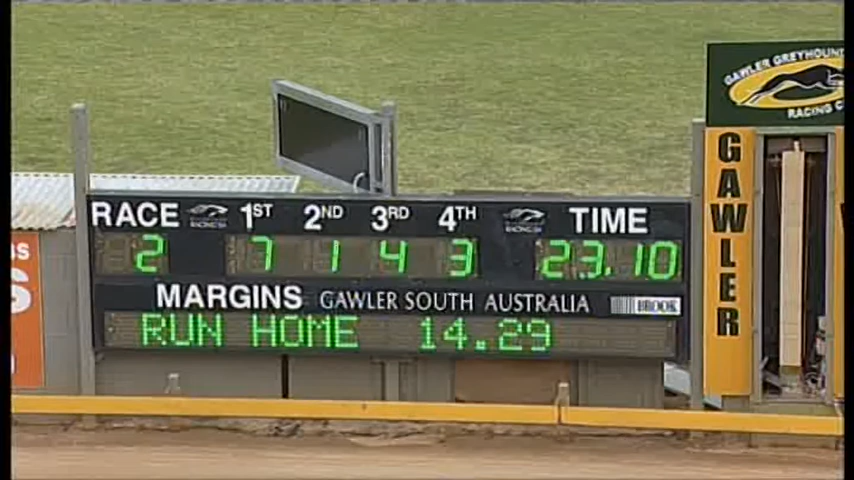 GAWLER GREYHOUND
RACING C
RACE 1ST 2ND 3RD 4TH TIME
2 7 1 4 3 23.10
MARGINS GAWLER SOUTH AUSTRALIA BROOK
RUN HOME 14.29
GAWLER
S
S